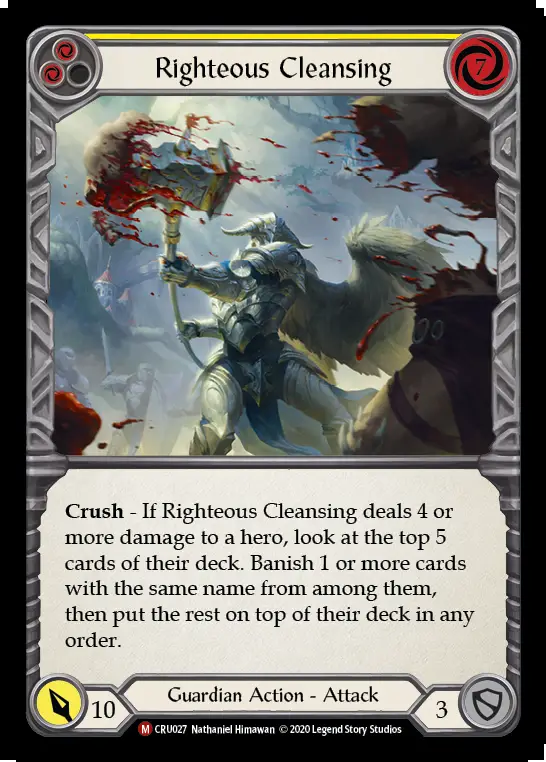 Righteous Cleansing
7
Crush - If Righteous Cleansing deals 4 or
more damage to a hero, look at the top 5
cards of their deck. Banish 1 or more cards
with the same name from among them,
then put the rest on top of their deck in any
order.
10
Guardian Action - Attack
3
M CRU027 Nathaniel Himawan © 2020 Legend Story Studios